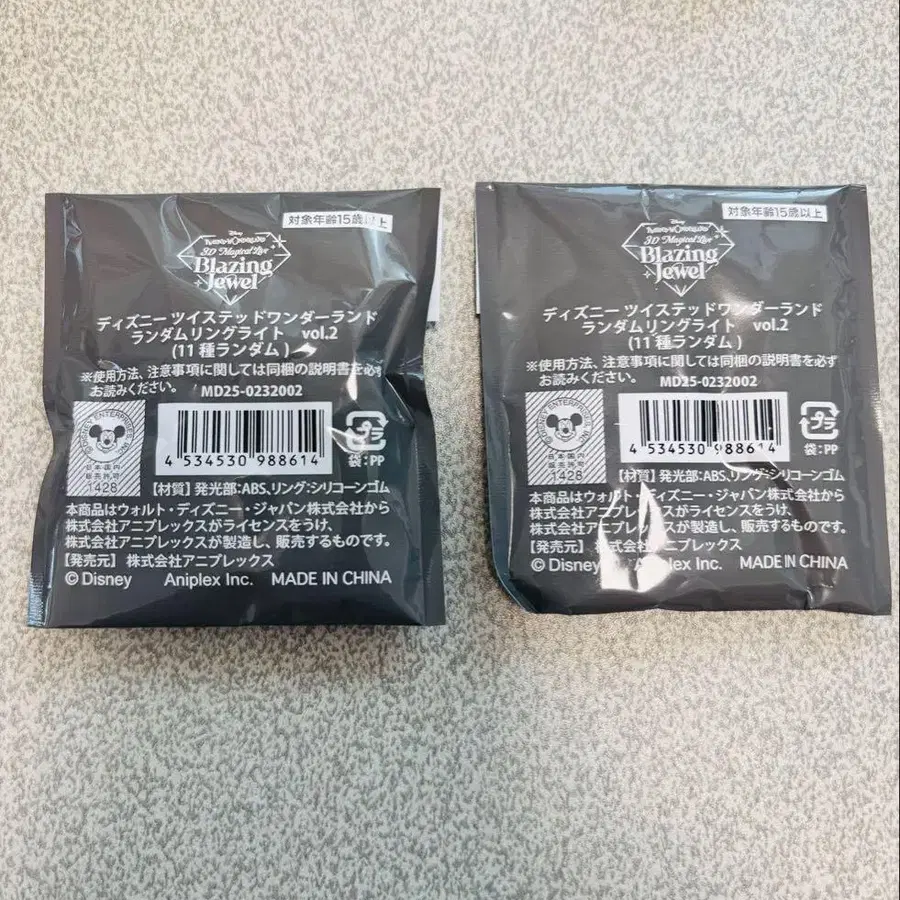 対象年齢15歳以上
Disney
3D Magical Live
Blazing
Jewel
ディズニー ツイステッドワンダーランド
ランダムリングライト vol.2
(11種ランダム)
※使用方法、注意事項に関しては同梱の説明書を必ず
お読みください。
MD25-0232002
4 534530 988614
プラ
袋:PP
日本国内
販売許可
1428
【材質】発光部:ABS、リング:シリコーンゴム
本商品はウォルト・ディズニー・ジャパン株式会社から
株式会社アニプレックスがライセンスをうけ、
株式会社アニプレックスが製造し、販売するものです。
【発売元】 株式会社アニプレックス
© Disney Aniplex Inc. MADE IN CHINA
対象年齢15歳以上
Disney
3D Magical Live
Blazing
Jewel
ディズニー ツイステッドワンダーランド
ランダムリングライト vol.2
(11種ランダム)
※使用方法、注意事項に関しては同梱の説明書を必ず
お読みください。
MD25-0232002
4 534530 988614
プラ
袋:PP
日本国内
販売許可
1428
【材質】発光部:ABS、リング:シリコーンゴム
本商品はウォルト・ディズニー・ジャパン株式会社から
株式会社アニプレックスがライセンスをうけ、
株式会社アニプレックスが製造し、販売するものです。
【発売元】 株式会社アニプレックス
© Disney Aniplex Inc. MADE IN CHINA